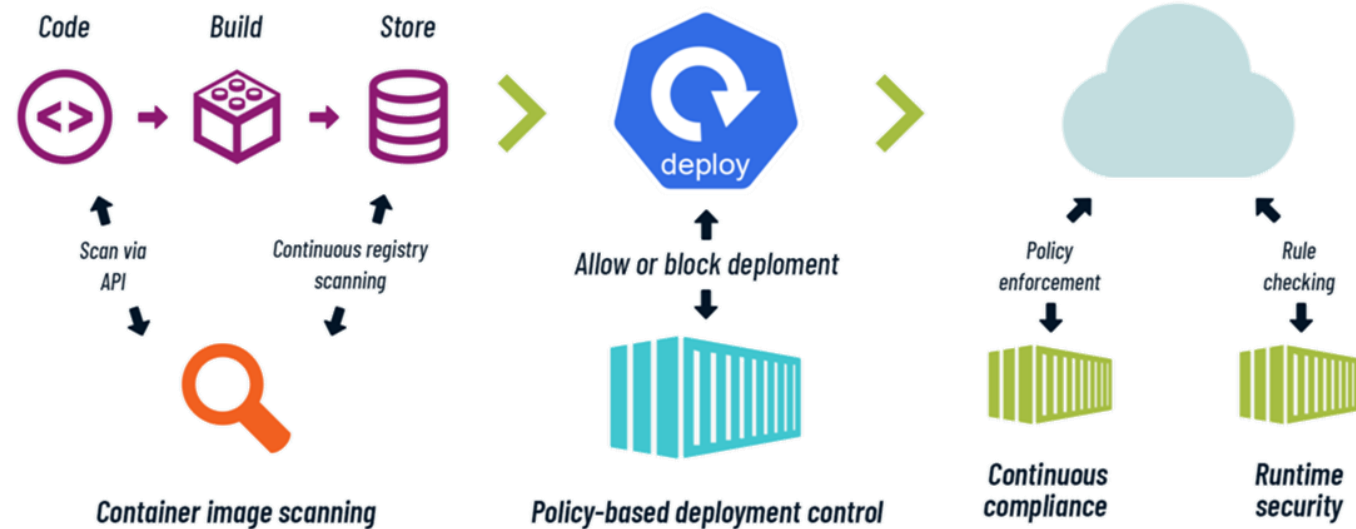 Code
Build
Store
deploy
Scan via
API
Continuous registry
scanning
Allow or block deploment
Policy
enforcement
Rule
checking
Container image scanning
Policy-based deployment control
Continuous
compliance
Runtime
security